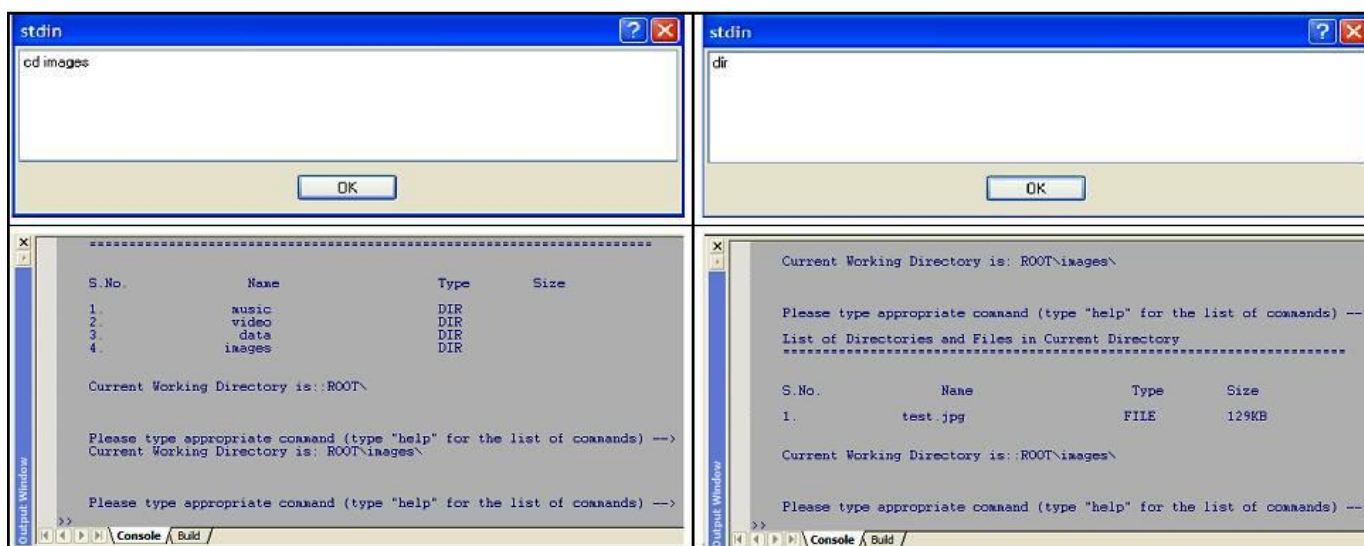 stdin
cd images
OK
stdin
dir
OK
S.No. Name Type Size
1. music DIR
2. video DIR
3. data DIR
4. images DIR
Current Working Directory is::ROOT\
Please type appropriate command (type "help" for the list of commands) -->
Current Working Directory is: ROOT\images\
Please type appropriate command (type "help" for the list of commands) -->
>>
Output Window
Console Build
Current Working Directory is: ROOT\images\
Please type appropriate command (type "help" for the list of commands) --
List of Directories and Files in Current Directory
S.No. Name Type Size
1. test.jpg FILE 129KB
Current Working Directory is::ROOT\images\
Please type appropriate command (type "help" for the list of commands) --
>>
Output Window
Console Build